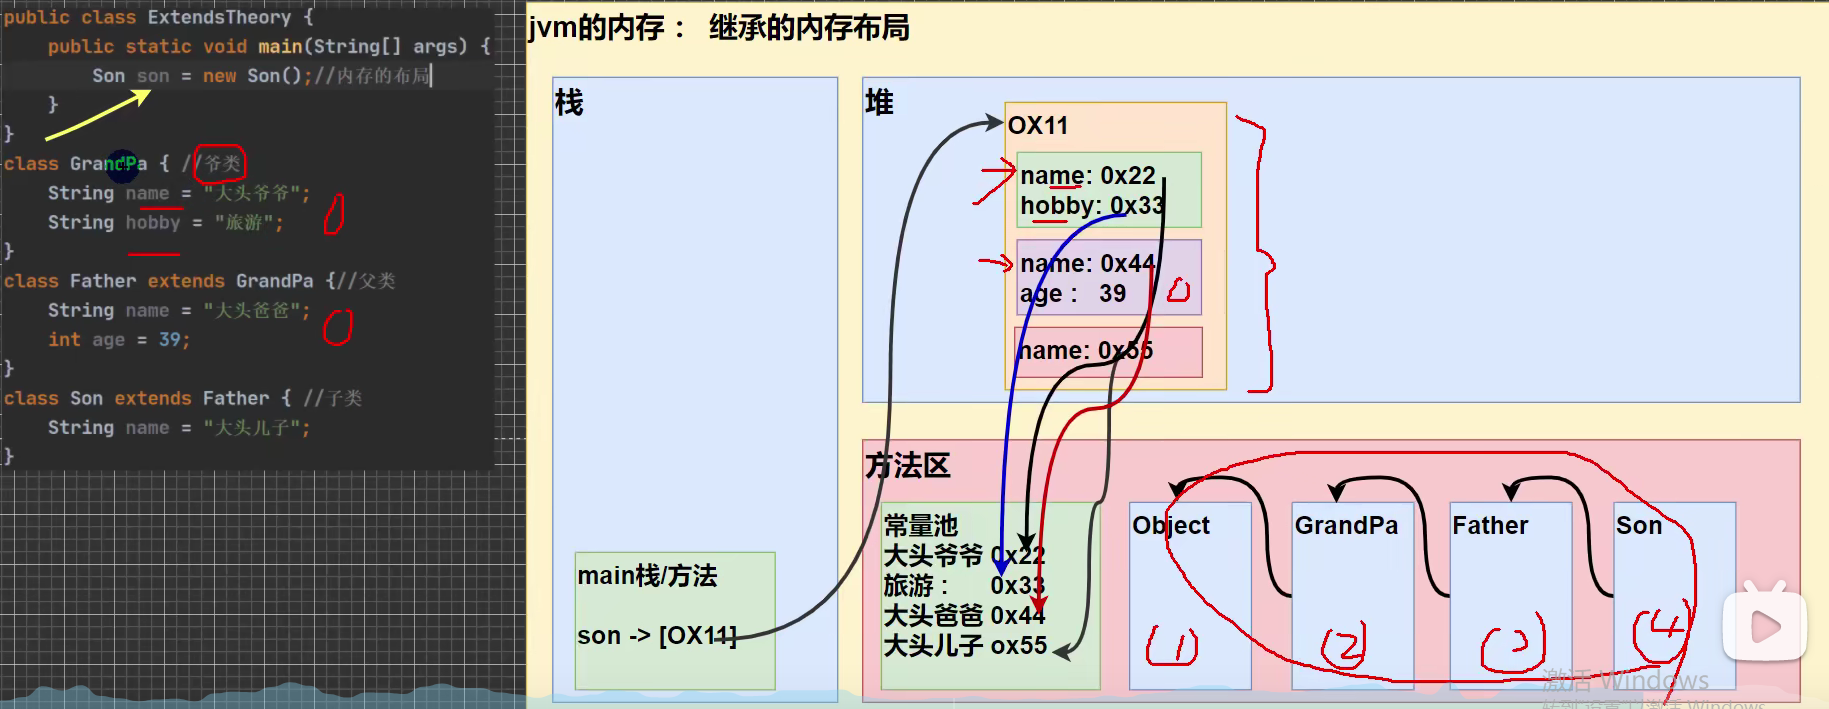 public class ExtendsTheory {
public static void main(String[] args) {
Son son = new Son();//内存的布局
}
}
class GrandPa { //爷类
String name = "大头爷爷";
String hobby = "旅游";
}
class Father extends GrandPa {//父类
String name = "大头爸爸";
int age = 39;
}
class Son extends Father { //子类
String name = "大头儿子";
}
jvm的内存： 继承的内存布局
栈
main栈/方法
son -> [OX11]
堆
OX11
name: 0x22
hobby: 0x33
name: 0x44
age： 39
name: 0x55
方法区
常量池
大头爷爷 0x22
旅游： 0x33
大头爸爸 0x44
大头儿子 ox55
Object
GrandPa
Father
Son
(1)
(2)
(3)
(4)
激活 Windows